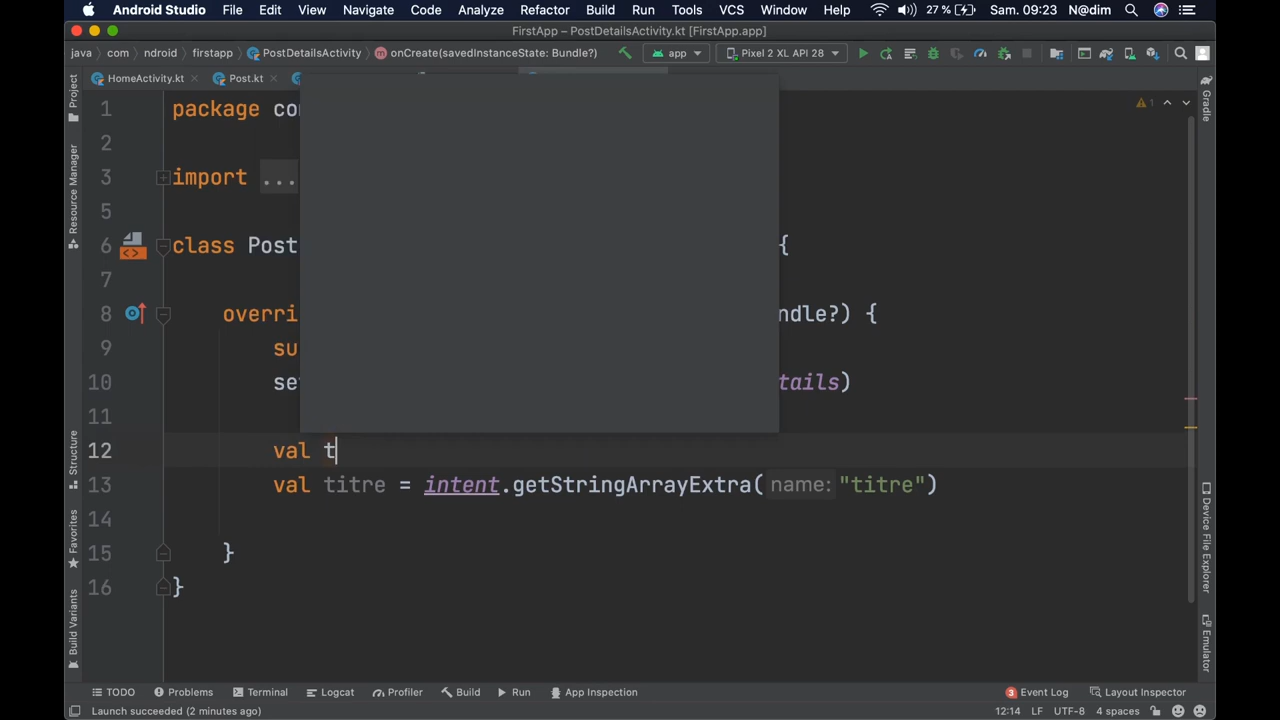 Android Studio File Edit View Navigate Code Analyze Refactor Build Run Tools VCS Window Help 27 % Sam. 09:23 N@dim
FirstApp – PostDetailsActivity.kt [FirstApp.app]
java com ndroid firstapp PostDetailsActivity onCreate(savedInstanceState: Bundle?) app Pixel 2 XL API 28
HomeActivity.kt Post.kt
Project
Resource Manager
Structure
Favorites
Build Variants
Gradle
Device File Explorer
Emulator
1
1 package co
2
3 import ...
5
6 class Post {
7
8 overri ndle?) {
9 su
10 se tails)
11
12 val t
13 val titre = intent.getStringArrayExtra( name: "titre")
14
15 }
16 }
TODO Problems Terminal Logcat Profiler Build Run App Inspection 3 Event Log Layout Inspector
Launch succeeded (2 minutes ago) 12:14 LF UTF-8 4 spaces